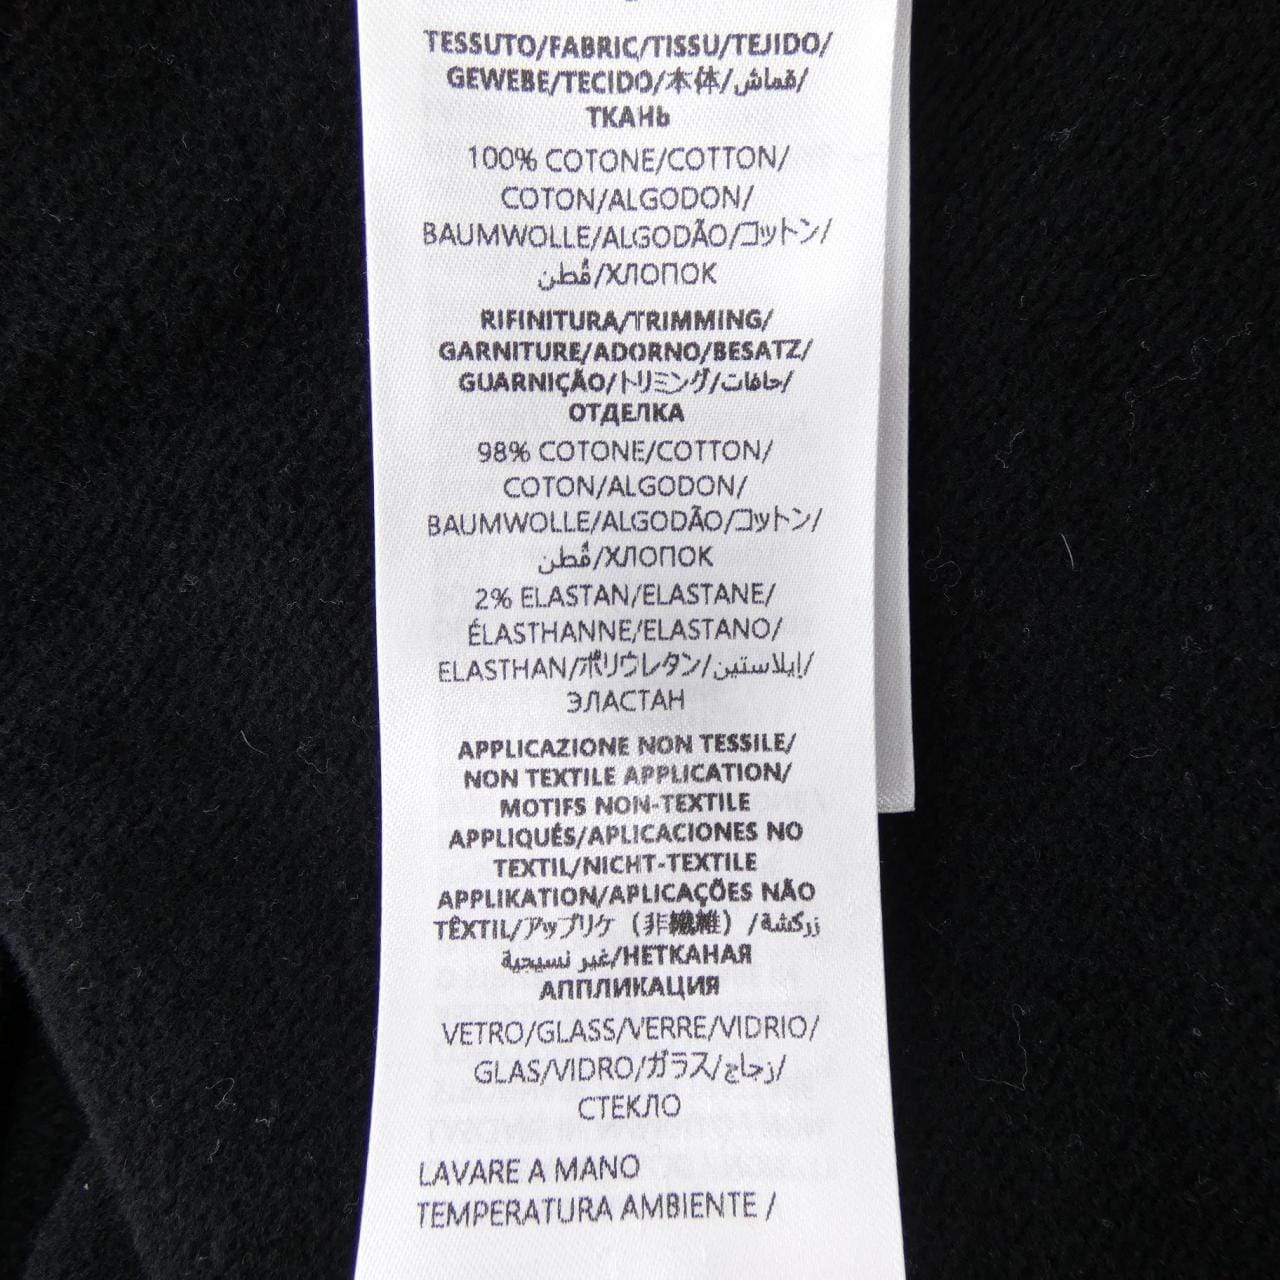 TESSUTO/FABRIC/TISSU/TEJIDO/
GEWEBE/TECIDO/本体/قماش/
ТКАНЬ
100% COTONE/COTTON/
COTON/ALGODON/
BAUMWOLLE/ALGODÃO/コットン/
قُطن/ХЛОПОК
RIFINITURA/TRIMMING/
GARNITURE/ADORNO/BESATZ/
GUARNIÇÃO/トリミング/حافات/
ОТДЕЛКА
98% COTONE/COTTON/
COTON/ALGODON/
BAUMWOLLE/ALGODÃO/コットン/
قُطن/ХЛОПОК
2% ELASTAN/ELASTANE/
ÉLASTHANNE/ELASTANO/
ELASTHAN/ポリウレタン/إيلاستين/
ЭЛАСТАН
APPLICAZIONE NON TESSILE/
NON TEXTILE APPLICATION/
MOTIFS NON-TEXTILE
APPLIQUÉS/APLICACIONES NO
TEXTIL/NICHT-TEXTILE
APPLIKATION/APLICAÇÕES NÃO
TÊXTIL/アップリケ（非繊維）/زركشة
غير نسيجية/НЕТКАНАЯ
АППЛИКАЦИЯ
VETRO/GLASS/VERRE/VIDRIO/
GLAS/VIDRO/ガラス/زجاج/
СТЕКЛО
LAVARE A MANO
TEMPERATURA AMBIENTE /